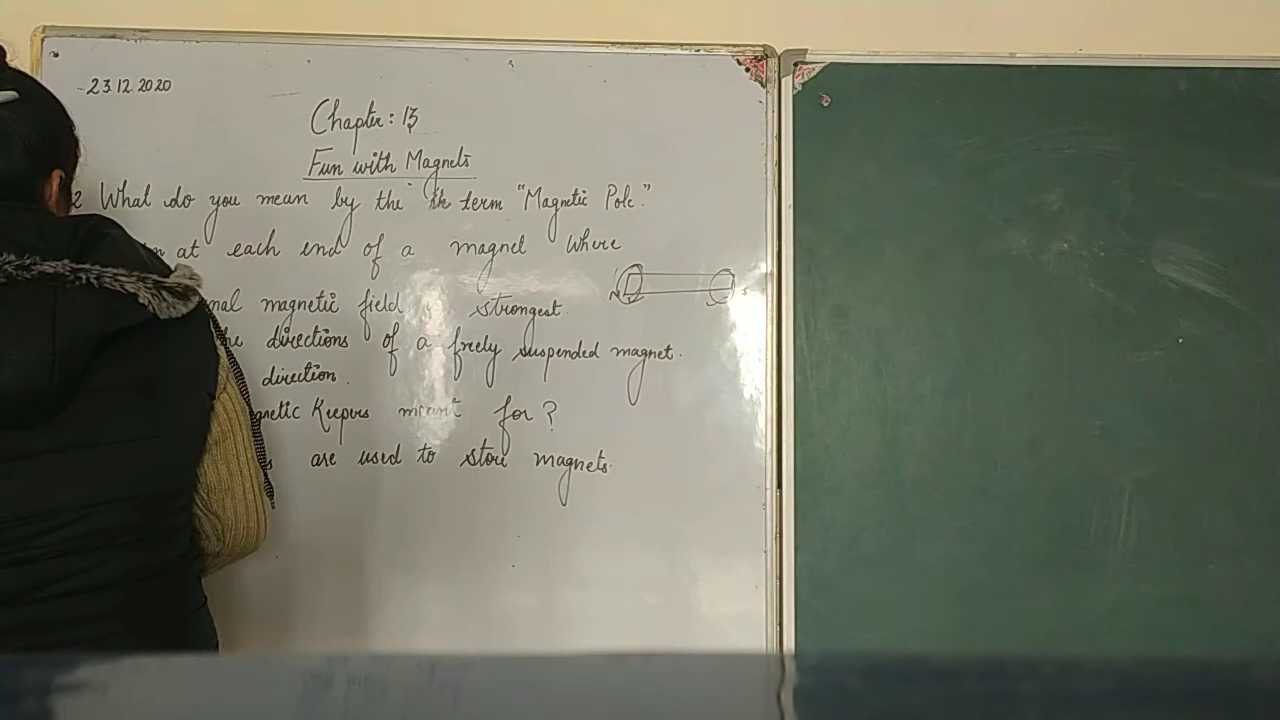 23.12.2020
Chapter: 13
Fun with Magnets
2 What do you mean by the term "Magnetic Pole."
at each end of a magnet where
magnetic field strongest.
directions of a freely suspended magnet.
direction.
Keepers meant for?
are used to store magnets.
N S